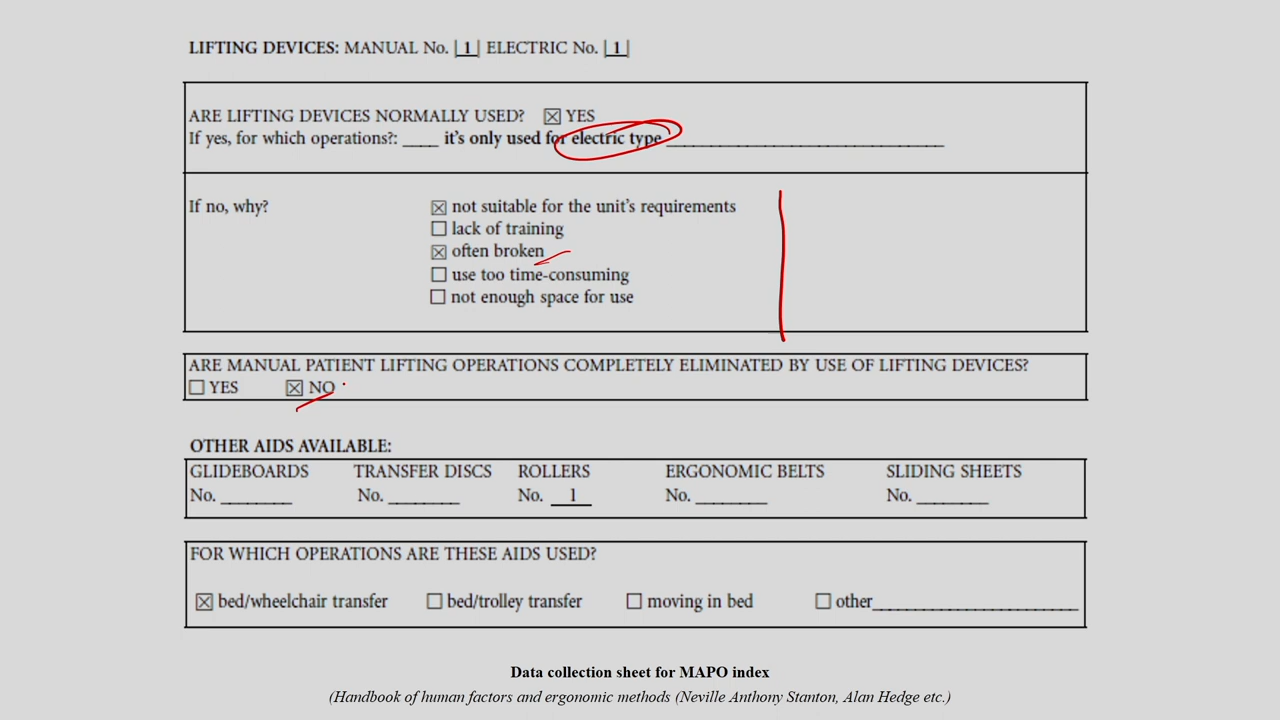 LIFTING DEVICES: MANUAL No. |1| ELECTRIC No. |1|
ARE LIFTING DEVICES NORMALLY USED? ☒ YES
If yes, for which operations?: ____ it's only used for electric type ______________________________
If no, why? ☒ not suitable for the unit's requirements
☐ lack of training
☒ often broken
☐ use too time-consuming
☐ not enough space for use
ARE MANUAL PATIENT LIFTING OPERATIONS COMPLETELY ELIMINATED BY USE OF LIFTING DEVICES?
☐ YES ☒ NO
OTHER AIDS AVAILABLE:
GLIDEBOARDS TRANSFER DISCS ROLLERS ERGONOMIC BELTS SLIDING SHEETS
No. ________ No. ________ No. __1__ No. ________ No. ________
FOR WHICH OPERATIONS ARE THESE AIDS USED?
☒ bed/wheelchair transfer ☐ bed/trolley transfer ☐ moving in bed ☐ other______________________
Data collection sheet for MAPO index
(Handbook of human factors and ergonomic methods (Neville Anthony Stanton, Alan Hedge etc.)